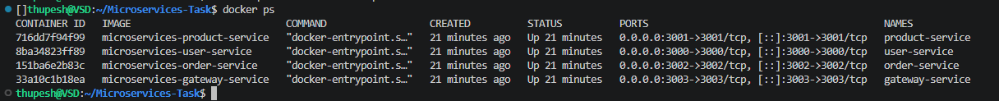 []thupesh@VSD:~/Microservices-Task$ docker ps
CONTAINER ID   IMAGE                           COMMAND                  CREATED          STATUS          PORTS                                         NAMES
716dd7f94f99   microservices-product-service   "docker-entrypoint.s…"   21 minutes ago   Up 21 minutes   0.0.0.0:3001->3001/tcp, [::]:3001->3001/tcp   product-service
8ba34823ff89   microservices-user-service      "docker-entrypoint.s…"   21 minutes ago   Up 21 minutes   0.0.0.0:3000->3000/tcp, [::]:3000->3000/tcp   user-service
151ba6e2b83c   microservices-order-service     "docker-entrypoint.s…"   21 minutes ago   Up 21 minutes   0.0.0.0:3002->3002/tcp, [::]:3002->3002/tcp   order-service
33a10c1b18ea   microservices-gateway-service   "docker-entrypoint.s…"   21 minutes ago   Up 21 minutes   0.0.0.0:3003->3003/tcp, [::]:3003->3003/tcp   gateway-service
thupesh@VSD:~/Microservices-Task$